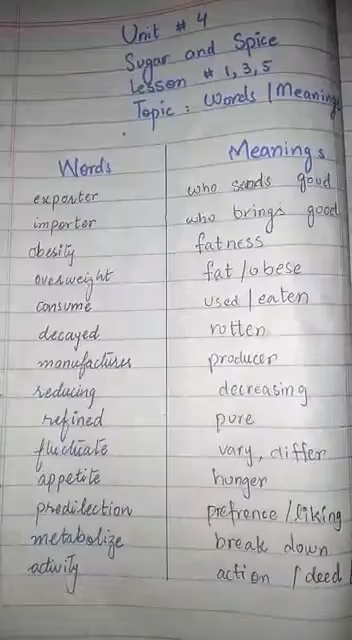 Unit # 4
Sugar and Spice
Lesson # 1, 3, 5
Topic : Words / Meanings
Words Meanings
exporter who sends good
importer who brings good
obesity fatness
overweight fat / obese
consume used / eaten
decayed rotten
manufactures producer
reducing decreasing
refined pure
fluctuate vary, differ
appetite hunger
predilection prefrence / liking
metabolize break down
activity action / deed